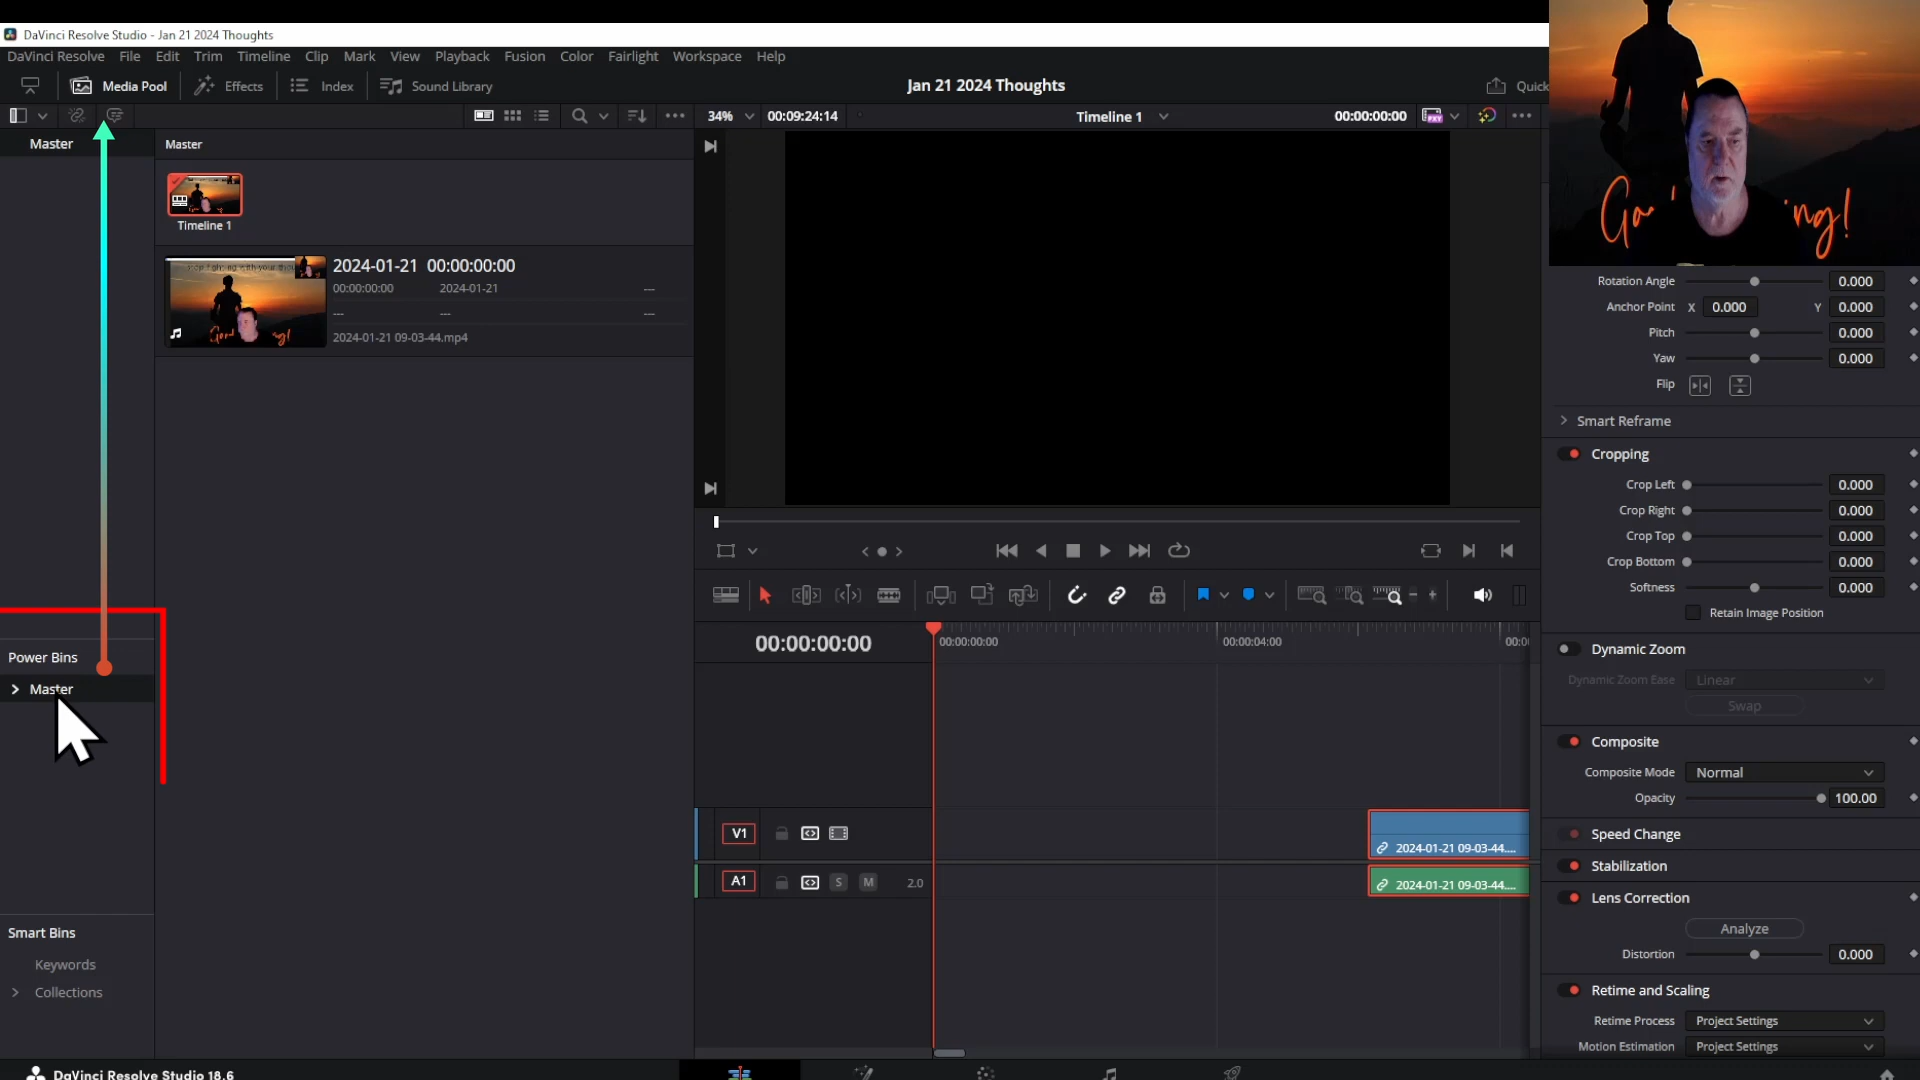 DaVinci Resolve Studio - Jan 21 2024 Thoughts
DaVinci Resolve File Edit Trim Timeline Clip Mark View Playback Fusion Color Fairlight Workspace Help
Media Pool Effects Index Sound Library Jan 21 2024 Thoughts Quick
34% 00:09:24:14 Timeline 1 00:00:00:00
Master
Master
Timeline 1
2024-01-21 00:00:00:00
00:00:00:00 2024-01-21
2024-01-21 09-03-44.mp4
Power Bins
Master
Smart Bins
Keywords
Collections
00:00:00:00
00:00:00:00 00:00:04:00 00:0
V1
2024-01-21 09-03-44....
A1 S M 2.0
2024-01-21 09-03-44....
Rotation Angle 0.000
Anchor Point X 0.000 Y 0.000
Pitch 0.000
Yaw 0.000
Flip
Smart Reframe
Cropping
Crop Left 0.000
Crop Right 0.000
Crop Top 0.000
Crop Bottom 0.000
Softness 0.000
Retain Image Position
Dynamic Zoom
Dynamic Zoom Ease Linear
Swap
Composite
Composite Mode Normal
Opacity 100.00
Speed Change
Stabilization
Lens Correction
Analyze
Distortion 0.000
Retime and Scaling
Retime Process Project Settings
Motion Estimation Project Settings
DaVinci Resolve Studio 18.6